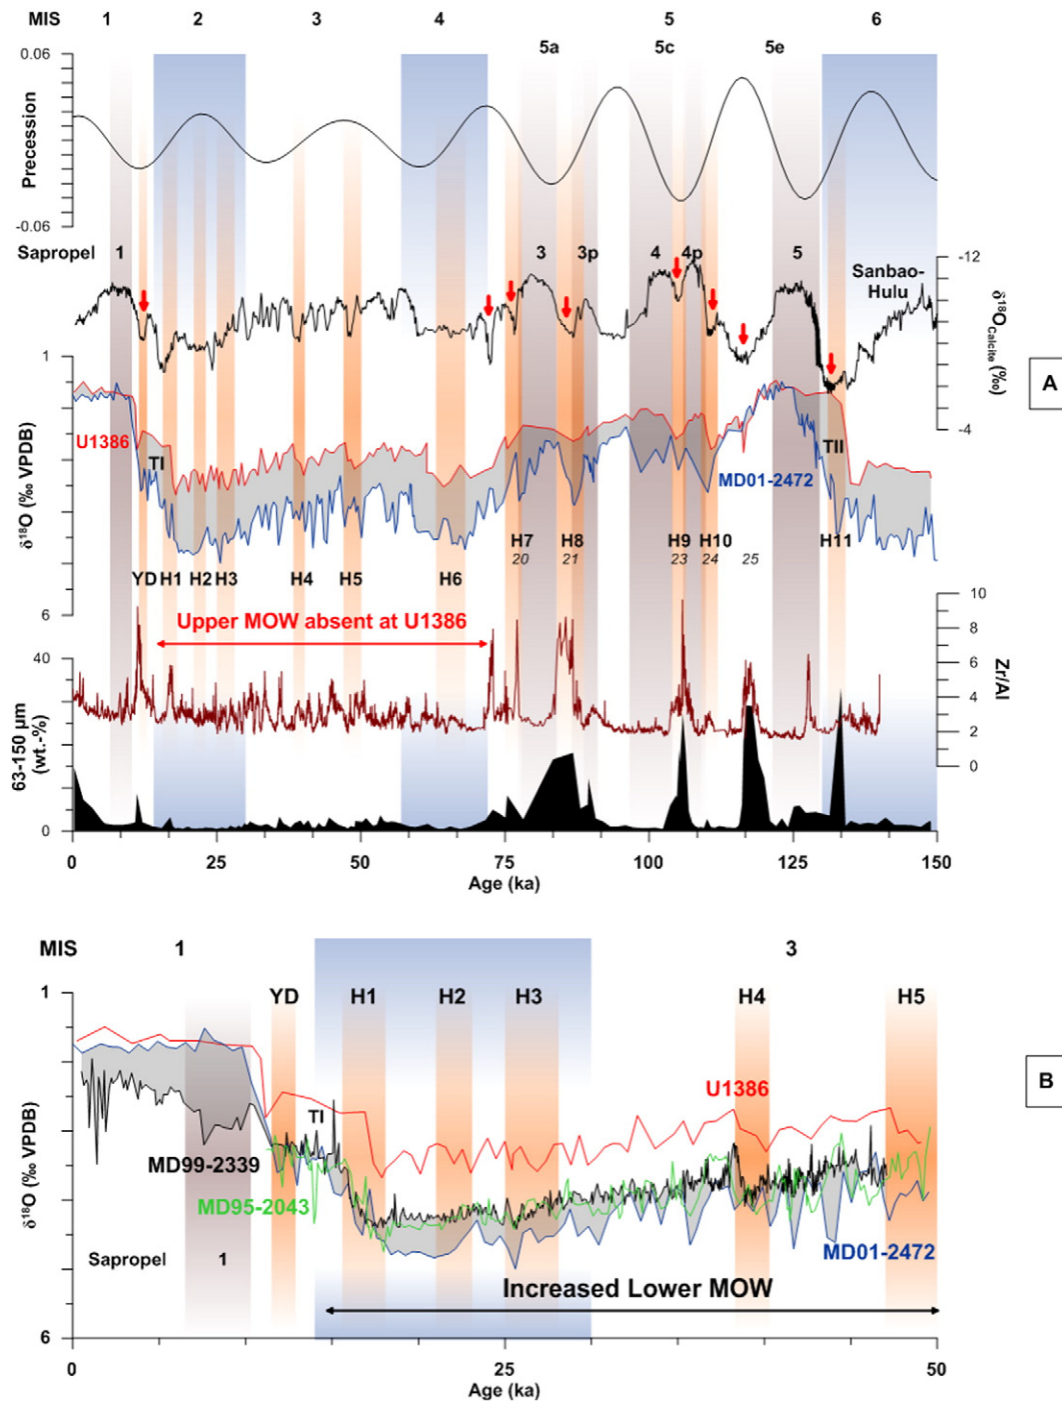 MIS 1 2 3 4 5 6
5a 5c 5e
0.06
Precession
-0.06
Sapropel 1 3 3p 4 4p 5
-12
Sanbao-
Hulu
δ18OCalcite (‰)
-4
1
A
U1386
TI
TII
MD01-2472
δ18O (‰ VPDB)
H7 H8 H9 H10 H11
20 21 23 24 25
YD H1 H2 H3 H4 H5 H6
6
Upper MOW absent at U1386
10
8
6
4
2
0
Zr/Al
40
63-150 µm
(wt.-%)
0
0 25 50 75 100 125 150
Age (ka)
MIS 1 3
1
YD H1 H2 H3 H4 H5
B
U1386
TI
δ18O (‰ VPDB)
MD99-2339
MD95-2043
MD01-2472
Sapropel 1
Increased Lower MOW
6
0 25 50
Age (ka)